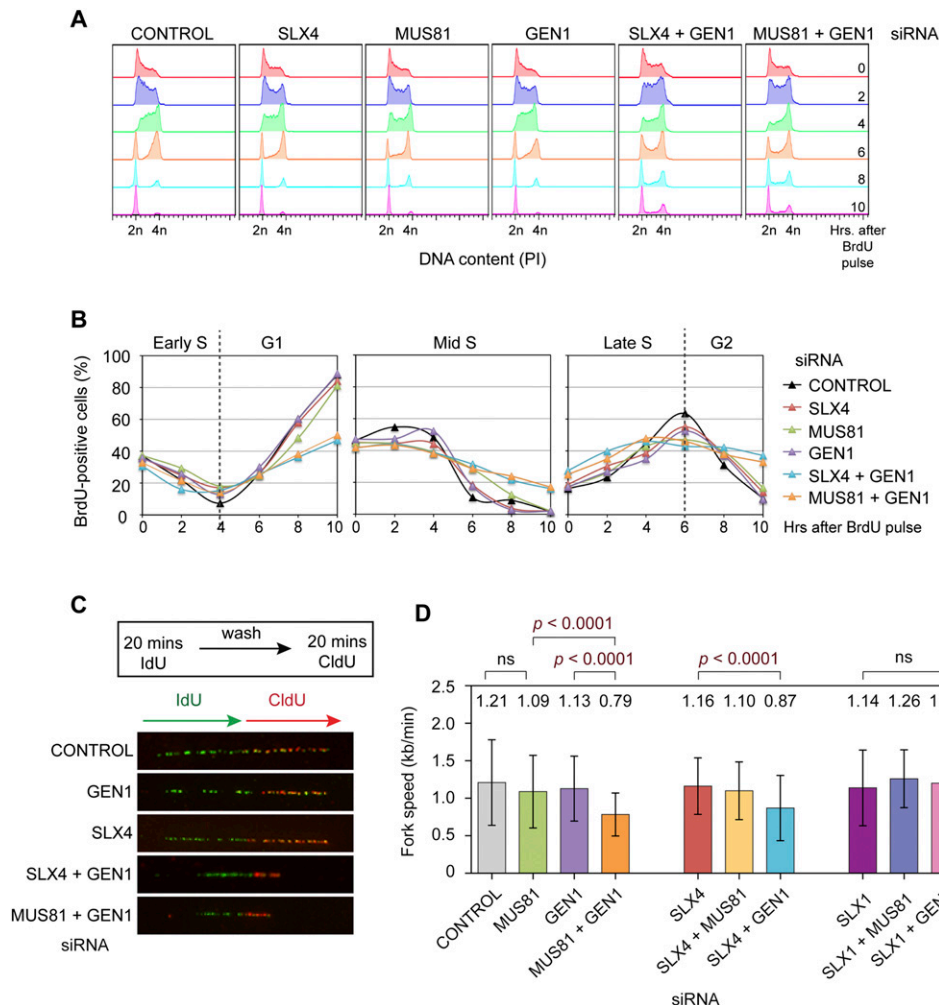 A
CONTROL SLX4 MUS81 GEN1 SLX4 + GEN1 MUS81 + GEN1 siRNA
0
2
4
6
8
10
2n 4n 2n 4n 2n 4n 2n 4n 2n 4n 2n 4n Hrs. after
BrdU
pulse
DNA content (PI)
B
Early S G1 Mid S Late S G2
BrdU-positive cells (%)
100
80
60
40
20
0
0 2 4 6 8 10 0 2 4 6 8 10 0 2 4 6 8 10
Hrs after BrdU pulse
siRNA
CONTROL
SLX4
MUS81
GEN1
SLX4 + GEN1
MUS81 + GEN1
C
20 mins wash 20 mins
IdU CldU
IdU CldU
CONTROL
GEN1
SLX4
SLX4 + GEN1
MUS81 + GEN1
siRNA
D
p < 0.0001
ns p < 0.0001 p < 0.0001 ns
Fork speed (kb/min)
2.5
2.0
1.5
1.0
0.5
0
1.21 1.09 1.13 0.79 1.16 1.10 0.87 1.14 1.26 1
CONTROL
MUS81
GEN1
MUS81 + GEN1
SLX4
SLX4 + MUS81
SLX4 + GEN1
SLX1
SLX1 + MUS81
SLX1 + GEN
siRNA